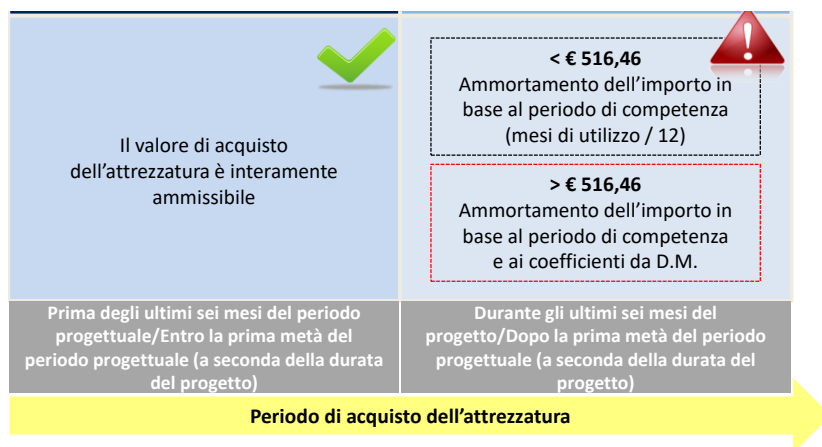 Il valore di acquisto
dell’attrezzatura è interamente
ammissibile
!
< € 516,46
Ammortamento dell’importo in
base al periodo di competenza
(mesi di utilizzo / 12)
> € 516,46
Ammortamento dell’importo in
base al periodo di competenza
e ai coefficienti da D.M.
Prima degli ultimi sei mesi del periodo
progettuale/Entro la prima metà del
periodo progettuale (a seconda della durata
del progetto)
Durante gli ultimi sei mesi del
progetto/Dopo la prima metà del periodo
progettuale (a seconda della durata del
progetto)
Periodo di acquisto dell’attrezzatura